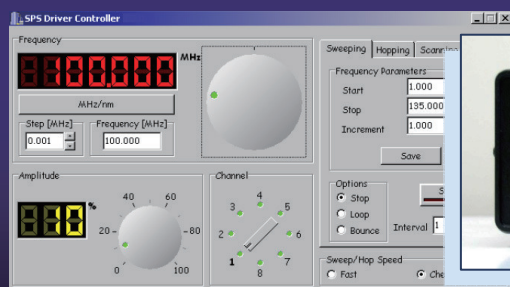 SPS Driver Controller
Frequency
100.000 MHz
MHz/nm
Step [MHz] Frequency [MHz]
0.001 100.000
Amplitude
10 %
0 20 40 60 80 100
Channel
1 2 3 4 5 6 7 8
Sweeping Hopping
Frequency Parameters
Start 1.000
Stop 135.000
Increment 1.000
Save
Options
Stop
Loop
Bounce
Interval 1
Sweep/Hop Speed
Fast